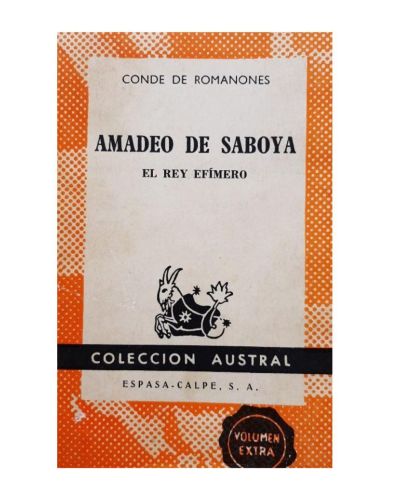 CONDE DE ROMANONES
AMADEO DE SABOYA
EL REY EFÍMERO
COLECCION AUSTRAL
ESPASA-CALPE, S. A.
VOLUMEN
EXTRA